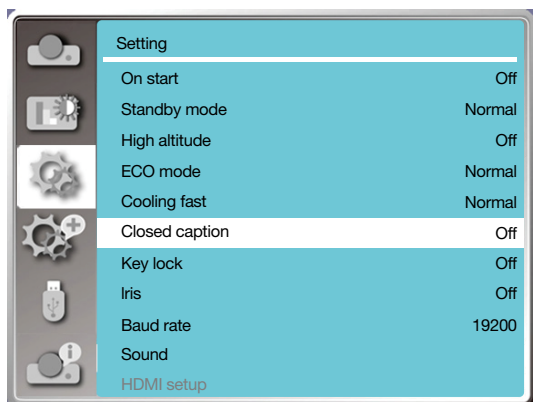 Setting
On start Off
Standby mode Normal
High altitude Off
ECO mode Normal
Cooling fast Normal
Closed caption Off
Key lock Off
Iris Off
Baud rate 19200
Sound
HDMI setup